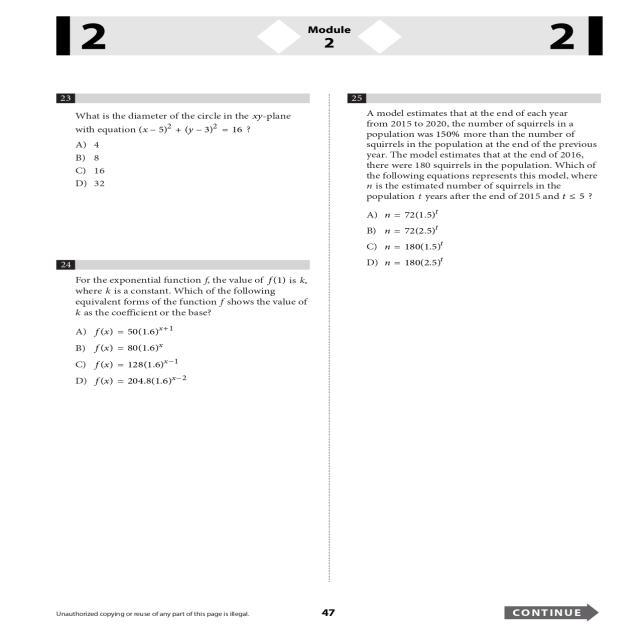 2
Module
2
2
23
What is the diameter of the circle in the xy-plane
with equation (x – 5)² + (y – 3)² = 16 ?
A) 4
B) 8
C) 16
D) 32
24
For the exponential function f, the value of f(1) is k,
where k is a constant. Which of the following
equivalent forms of the function f shows the value of
k as the coefficient or the base?
A) f(x) = 50(1.6)ˣ⁺¹
B) f(x) = 80(1.6)ˣ
C) f(x) = 128(1.6)ˣ⁻¹
D) f(x) = 204.8(1.6)ˣ⁻²
25
A model estimates that at the end of each year
from 2015 to 2020, the number of squirrels in a
population was 150% more than the number of
squirrels in the population at the end of the previous
year. The model estimates that at the end of 2016,
there were 180 squirrels in the population. Which of
the following equations represents this model, where
n is the estimated number of squirrels in the
population t years after the end of 2015 and t ≤ 5 ?
A) n = 72(1.5)ᵗ
B) n = 72(2.5)ᵗ
C) n = 180(1.5)ᵗ
D) n = 180(2.5)ᵗ
Unauthorized copying or reuse of any part of this page is illegal.
47
CONTINUE